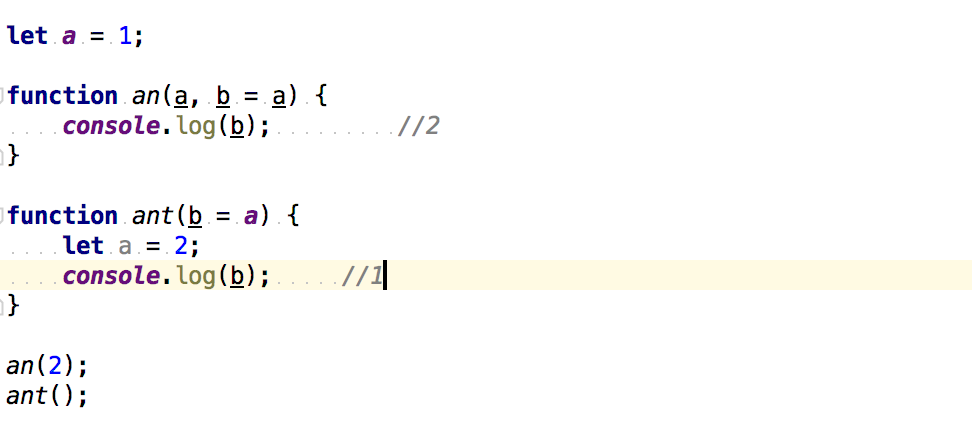 let a = 1;
function an(a, b = a) {
console.log(b); //2
}
function ant(b = a) {
let a = 2;
console.log(b); //1
}
an(2);
ant();